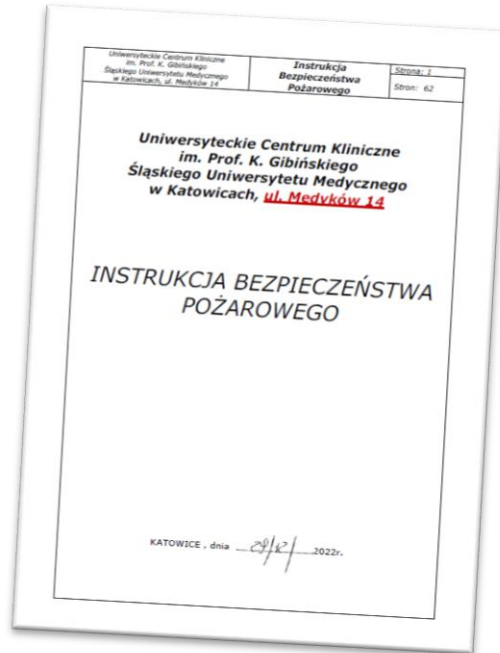 Uniwersyteckie Centrum Kliniczne
im. Prof. K. Gibińskiego
Śląskiego Uniwersytetu Medycznego
w Katowicach, ul. Medyków 14
Instrukcja
Bezpieczeństwa
Pożarowego
Strona: 1
Stron: 62
Uniwersyteckie Centrum Kliniczne
im. Prof. K. Gibińskiego
Śląskiego Uniwersytetu Medycznego
w Katowicach, ul. Medyków 14
INSTRUKCJA BEZPIECZEŃSTWA
POŻAROWEGO
KATOWICE , dnia 29/12/ 2022r.